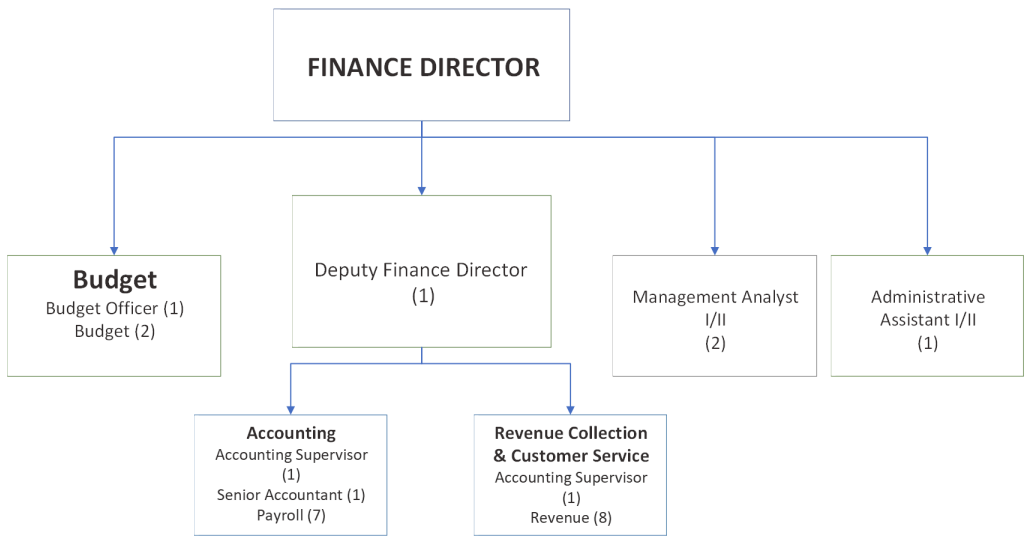 FINANCE DIRECTOR
Budget
Budget Officer (1)
Budget (2)
Deputy Finance Director
(1)
Management Analyst
I/II
(2)
Administrative
Assistant I/II
(1)
Accounting
Accounting Supervisor
(1)
Senior Accountant (1)
Payroll (7)
Revenue Collection
& Customer Service
Accounting Supervisor
(1)
Revenue (8)